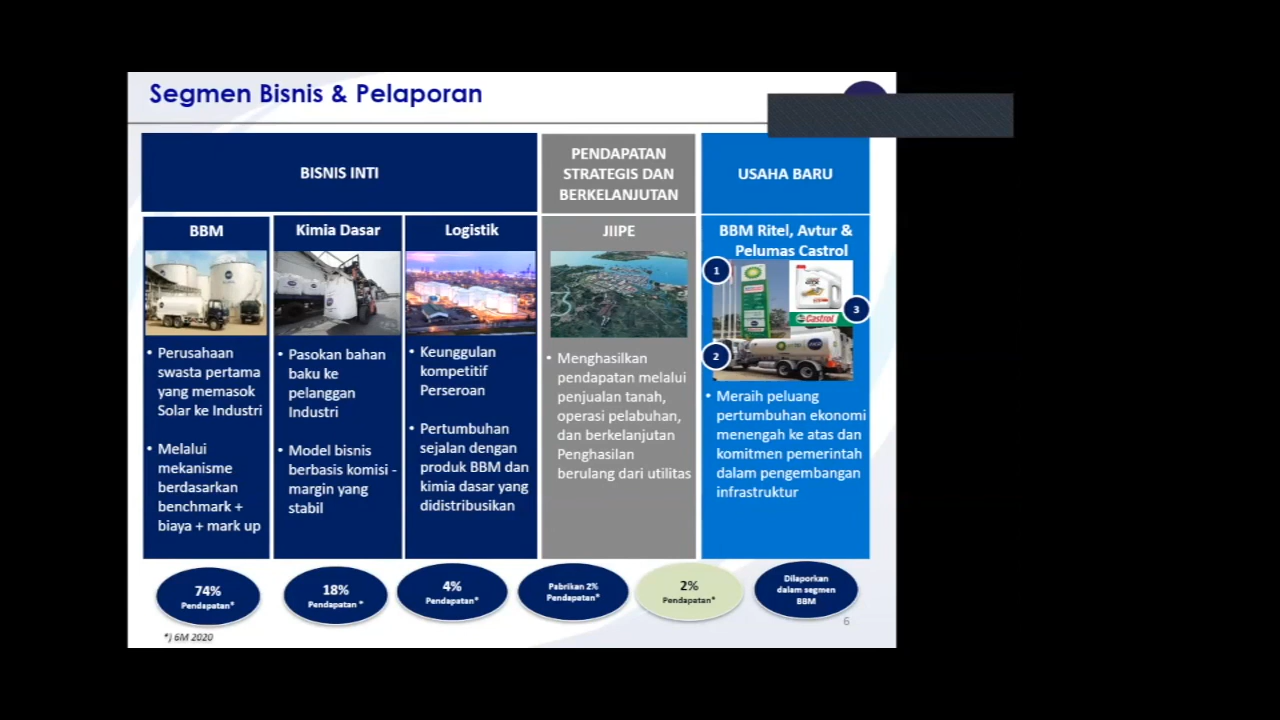 Segmen Bisnis & Pelaporan
BISNIS INTI
PENDAPATAN
STRATEGIS DAN
BERKELANJUTAN
USAHA BARU
BBM
Kimia Dasar
Logistik
JIIPE
BBM Ritel, Avtur &
Pelumas Castrol
1
2
3
Castrol
• Perusahaan
swasta pertama
yang memasok
Solar ke Industri
• Melalui
mekanisme
berdasarkan
benchmark +
biaya + mark up
• Pasokan bahan
baku ke
pelanggan
Industri
• Model bisnis
berbasis komisi -
margin yang
stabil
• Keunggulan
kompetitif
Perseroan
• Pertumbuhan
sejalan dengan
produk BBM dan
kimia dasar yang
didistribusikan
• Menghasilkan
pendapatan melalui
penjualan tanah,
operasi pelabuhan,
dan berkelanjutan
Penghasilan
berulang dari utilitas
• Meraih peluang
pertumbuhan ekonomi
menengah ke atas dan
komitmen pemerintah
dalam pengembangan
infrastruktur
74%
Pendapatan*
18%
Pendapatan *
4%
Pendapatan*
Pabrikan 2%
Pendapatan*
2%
Pendapatan*
Dilaporkan
dalam segmen
BBM
6
*) 6M 2020